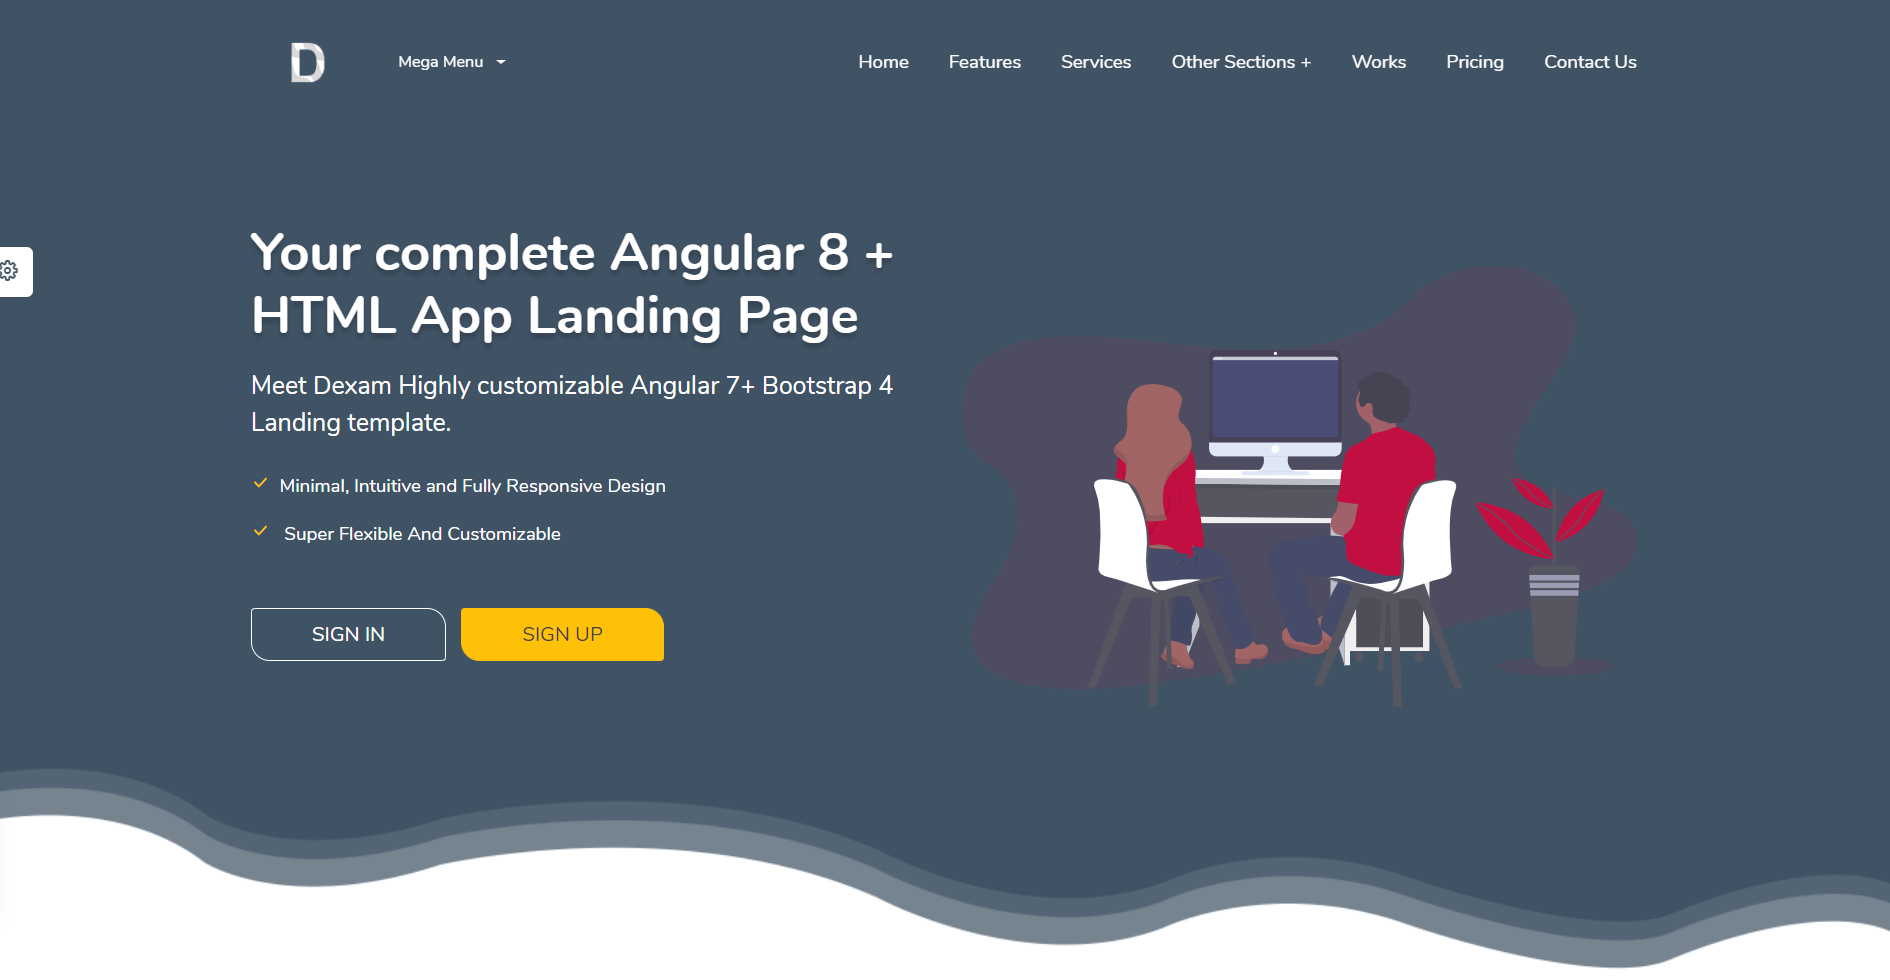 D
Mega Menu
Home
Features
Services
Other Sections +
Works
Pricing
Contact Us
Your complete Angular 8 +
HTML App Landing Page
Meet Dexam Highly customizable Angular 7+ Bootstrap 4
Landing template.
Minimal, Intuitive and Fully Responsive Design
Super Flexible And Customizable
SIGN IN
SIGN UP